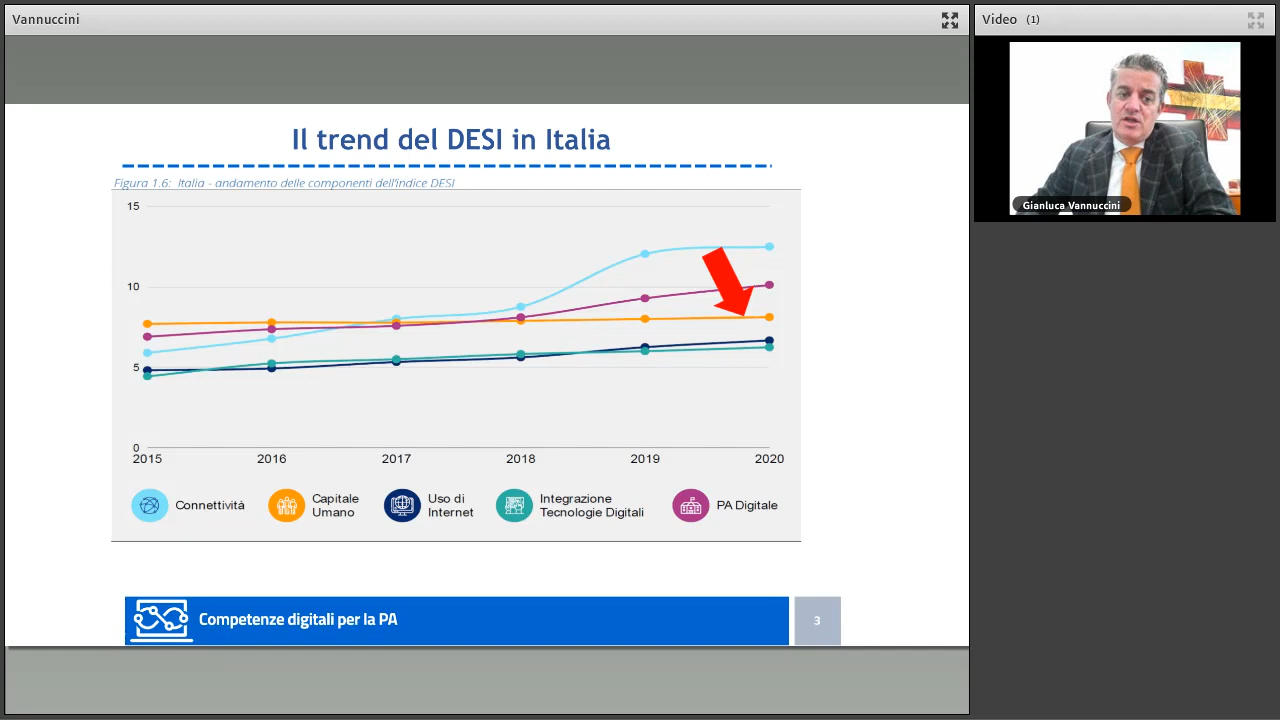 Vannuccini
Video (1)
Gianluca Vannuccini
Il trend del DESI in Italia
Figura 1.6: Italia - andamento delle componenti dell'indice DESI
15
10
5
0
2015 2016 2017 2018 2019 2020
Connettività
Capitale
Umano
Uso di
Internet
Integrazione
Tecnologie Digitali
PA Digitale
Competenze digitali per la PA
3